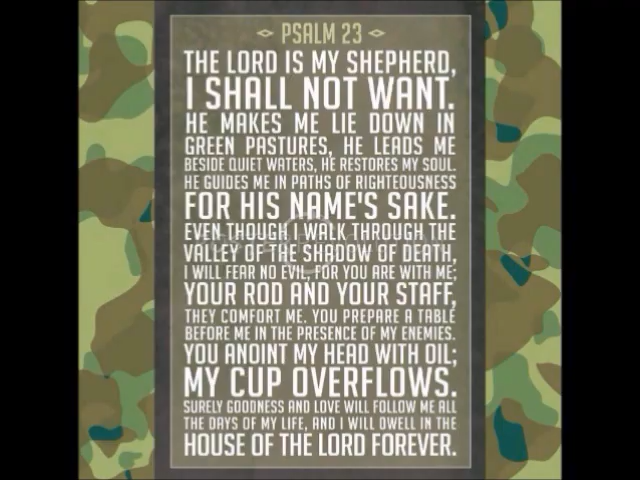 PSALM 23
THE LORD IS MY SHEPHERD,
I SHALL NOT WANT.
HE MAKES ME LIE DOWN IN
GREEN PASTURES, HE LEADS ME
BESIDE QUIET WATERS, HE RESTORES MY SOUL.
HE GUIDES ME IN PATHS OF RIGHTEOUSNESS
FOR HIS NAME'S SAKE.
EVEN THOUGH I WALK THROUGH THE
VALLEY OF THE SHADOW OF DEATH,
I WILL FEAR NO EVIL, FOR YOU ARE WITH ME;
YOUR ROD AND YOUR STAFF,
THEY COMFORT ME. YOU PREPARE A TABLE
BEFORE ME IN THE PRESENCE OF MY ENEMIES.
YOU ANOINT MY HEAD WITH OIL;
MY CUP OVERFLOWS.
SURELY GOODNESS AND LOVE WILL FOLLOW ME ALL
THE DAYS OF MY LIFE, AND I WILL DWELL IN THE
HOUSE OF THE LORD FOREVER.